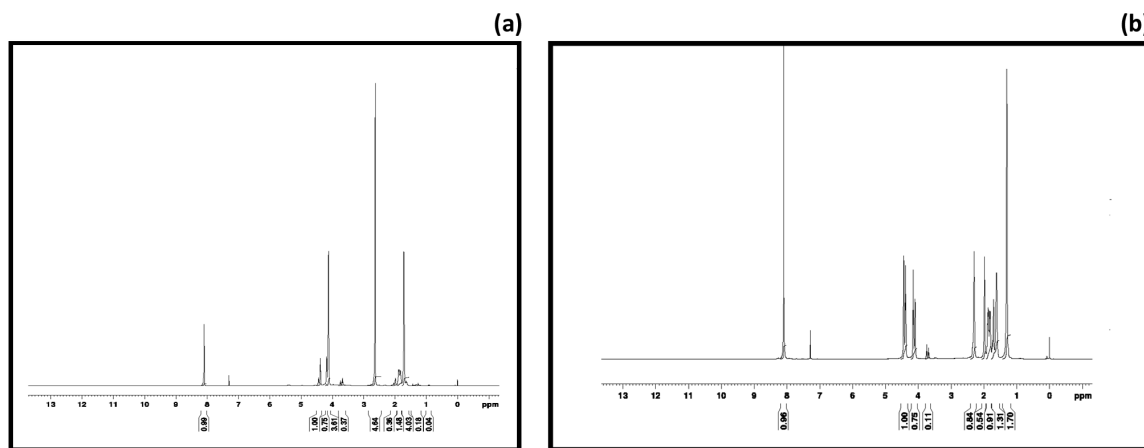 (a)
(b)
13 12 11 10 9 8 7 6 5 4 3 2 1 0 ppm
0.99 1.00 0.75 3.61 0.37 4.64 0.35 1.48 4.03 0.18 0.04
13 12 11 10 9 8 7 6 5 4 3 2 1 0 ppm
0.96 1.00 0.75 0.11 0.84 0.54 0.91 1.31 1.70